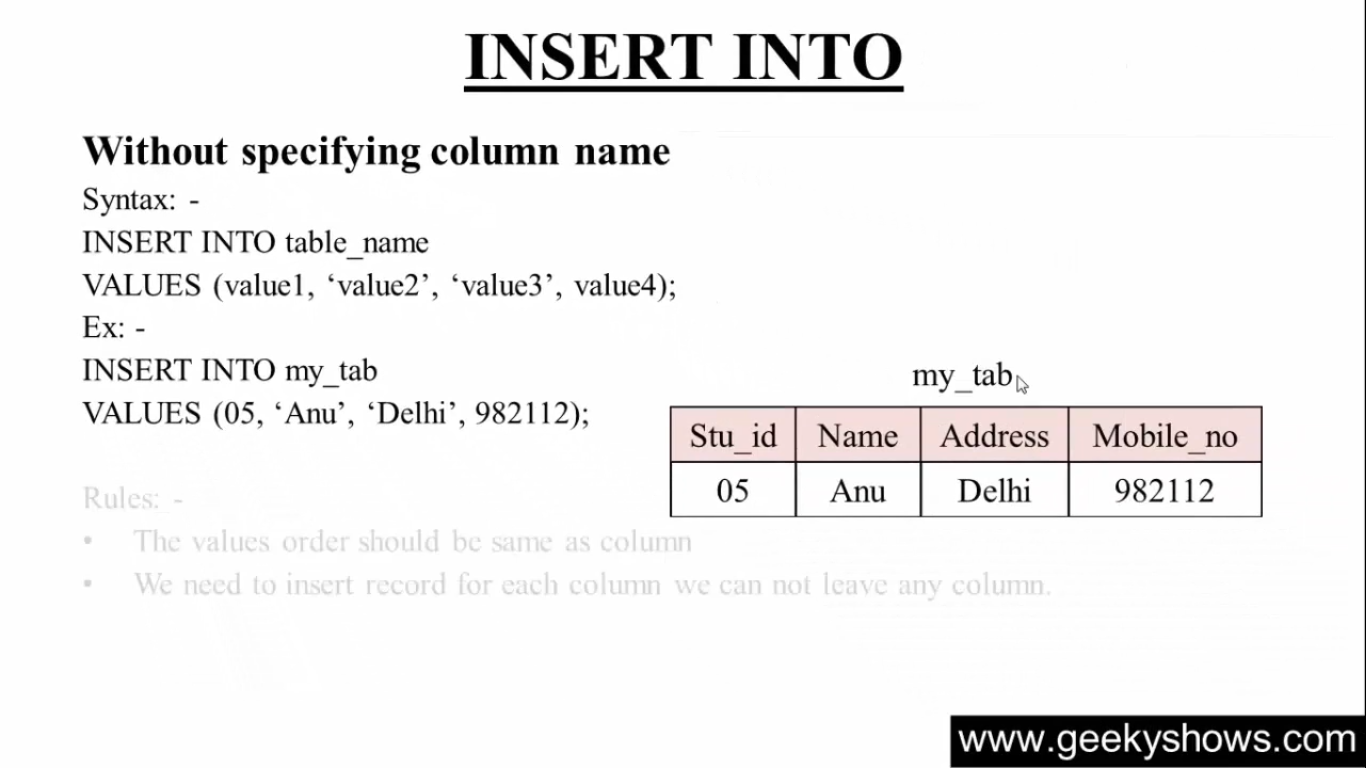 INSERT INTO
Without specifying column name
Syntax: -
INSERT INTO table_name
VALUES (value1, ‘value2’, ‘value3’, value4);
Ex: -
INSERT INTO my_tab
VALUES (05, ‘Anu’, ‘Delhi’, 982112);
my_tab
Stu_id Name Address Mobile_no
05 Anu Delhi 982112
Rules: -
• The values order should be same as column
• We need to insert record for each column we can not leave any column.
www.geekyshows.com